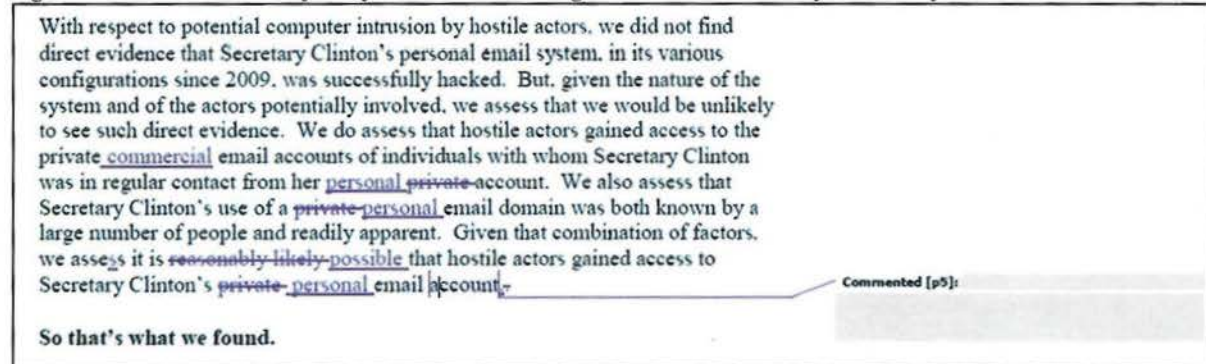 With respect to potential computer intrusion by hostile actors, we did not find
direct evidence that Secretary Clinton's personal email system, in its various
configurations since 2009, was successfully hacked. But, given the nature of the
system and of the actors potentially involved, we assess that we would be unlikely
to see such direct evidence. We do assess that hostile actors gained access to the
private commercial email accounts of individuals with whom Secretary Clinton
was in regular contact from her personal private account. We also assess that
Secretary Clinton's use of a private personal email domain was both known by a
large number of people and readily apparent. Given that combination of factors,
we assess it is reasonably likely possible that hostile actors gained access to
Secretary Clinton's private personal email account.
Commented [p5]:
So that's what we found.